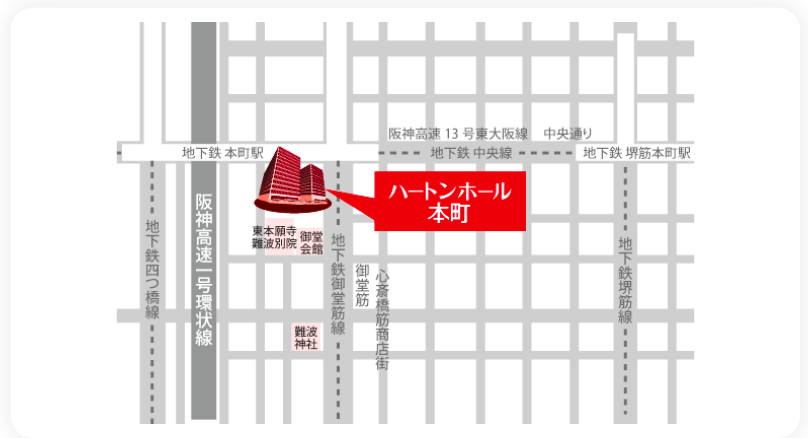 阪神高速 13 号東大阪線　中央通り
地下鉄 本町駅
地下鉄 中央線
地下鉄 堺筋本町駅
ハートンホール
本町
阪神高速一号環状線
東本願寺
難波別院
御堂
会館
地下鉄四つ橋線
地下鉄御堂筋線
御堂筋
心斎橋筋商店街
地下鉄堺筋線
難波
神社